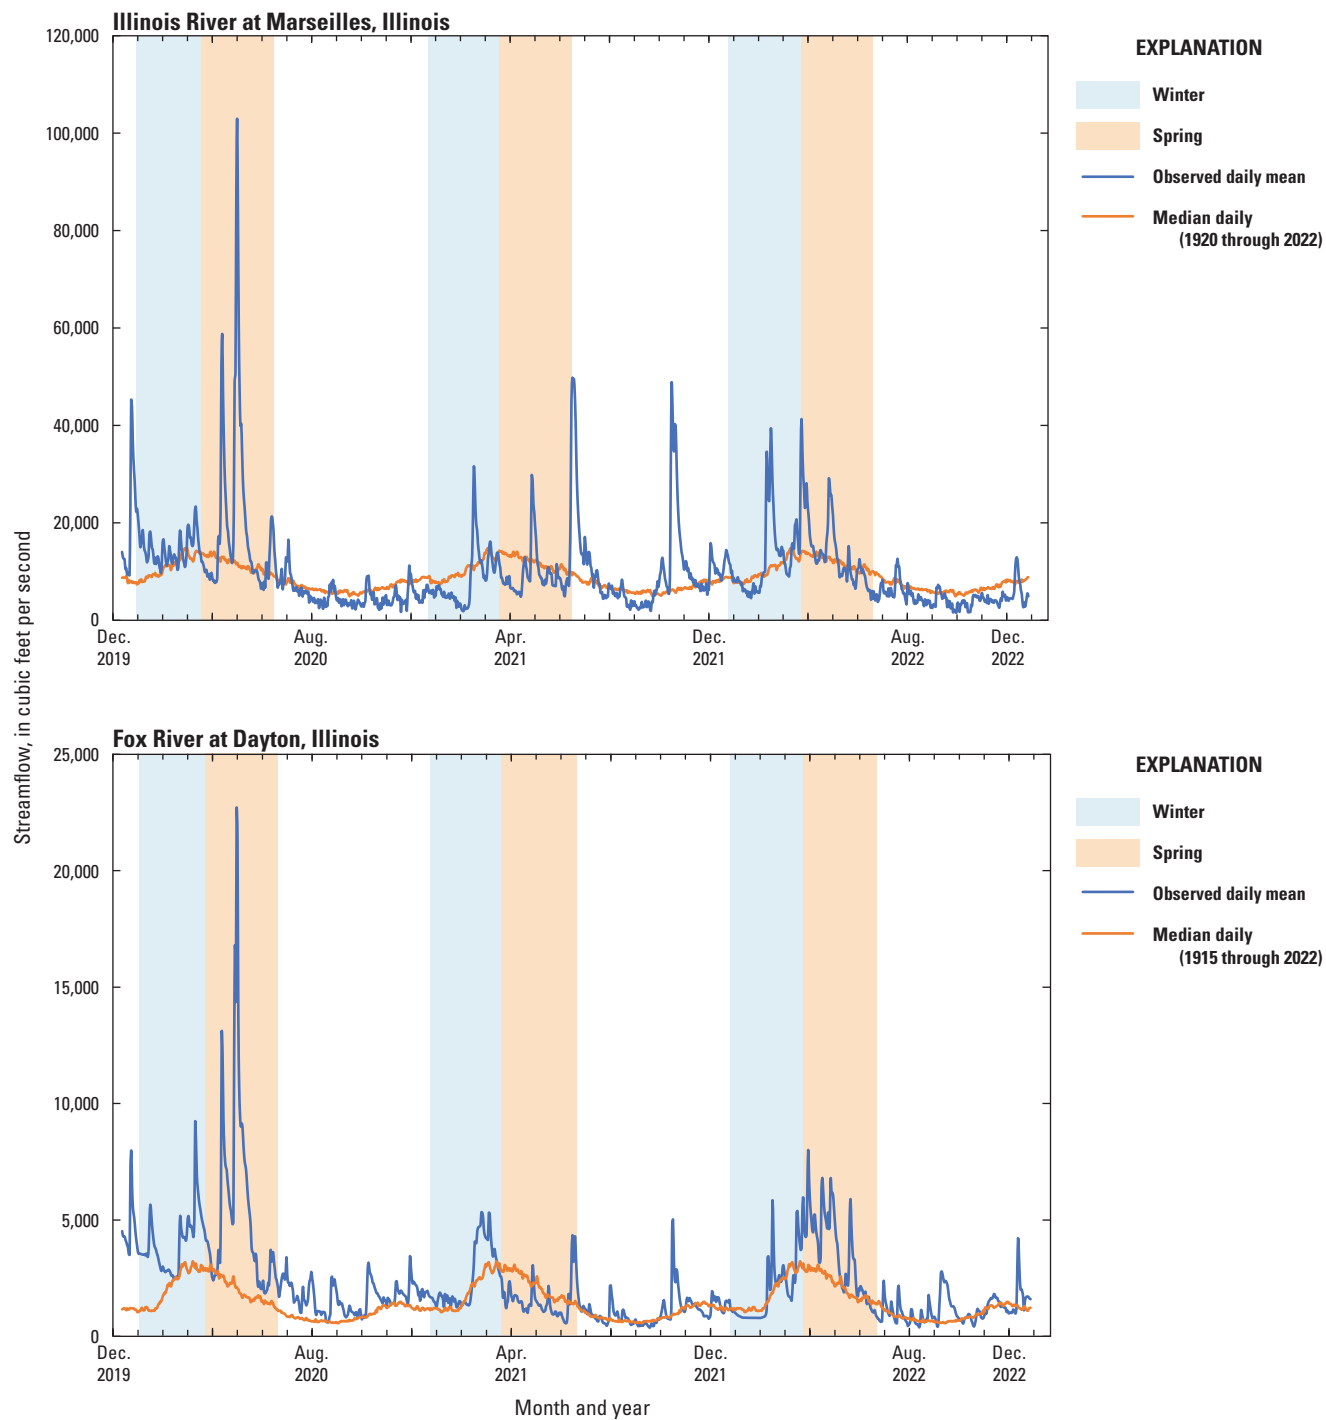 Illinois River at Marseilles, Illinois
120,000
100,000
80,000
60,000
40,000
20,000
0
Dec.
2019
Aug.
2020
Apr.
2021
Dec.
2021
Aug.
2022
Dec.
2022
EXPLANATION
Winter
Spring
Observed daily mean
Median daily
(1920 through 2022)
Streamflow, in cubic feet per second
Fox River at Dayton, Illinois
25,000
20,000
15,000
10,000
5,000
0
Dec.
2019
Aug.
2020
Apr.
2021
Dec.
2021
Aug.
2022
Dec.
2022
Month and year
EXPLANATION
Winter
Spring
Observed daily mean
Median daily
(1915 through 2022)